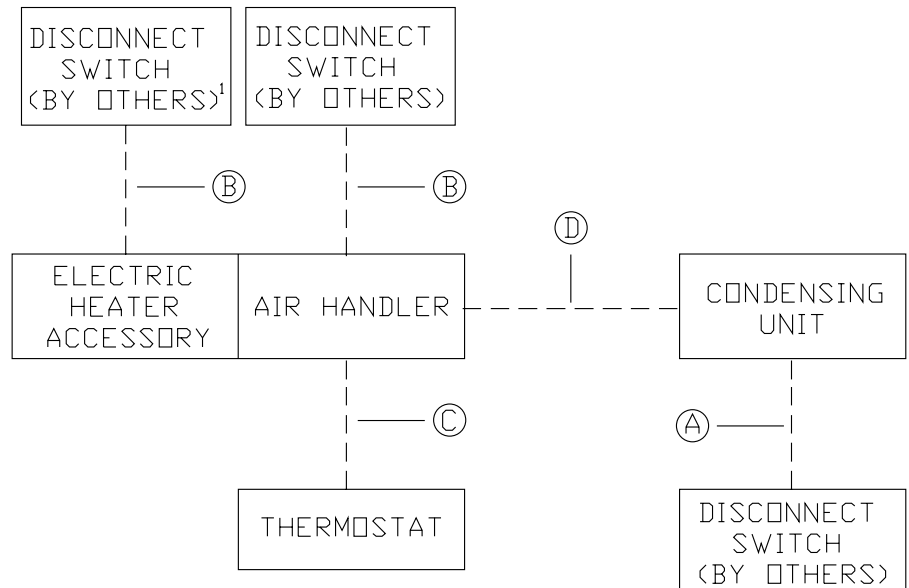 DISCONNECT
SWITCH
(BY OTHERS)¹
DISCONNECT
SWITCH
(BY OTHERS)
B
B
D
ELECTRIC
HEATER
ACCESSORY
AIR HANDLER
CONDENSING
UNIT
C
A
THERMOSTAT
DISCONNECT
SWITCH
(BY OTHERS)